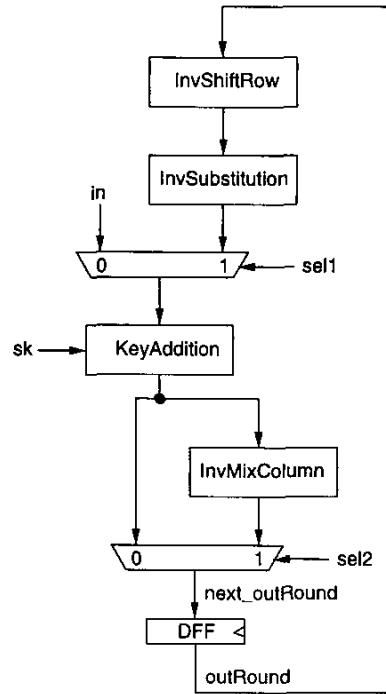 InvShiftRow
InvSubstitution
in
0 1
sel1
sk
KeyAddition
InvMixColumn
0 1
sel2
next_outRound
DFF <
outRound